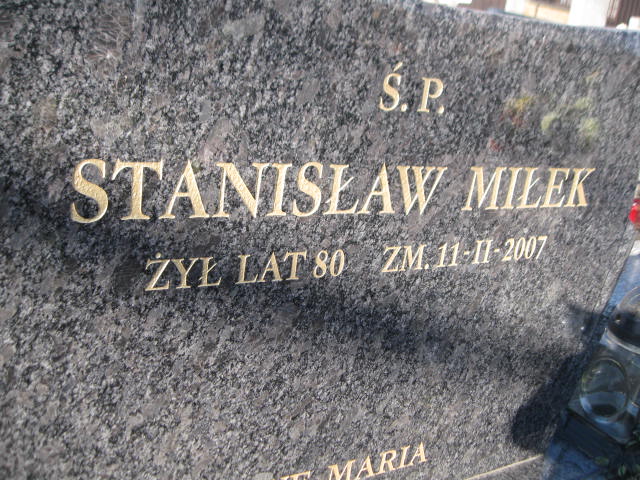 Ś. P.
STANISŁAW MIŁEK
ŻYŁ LAT 80 ZM. 11-II-2007
MARIA